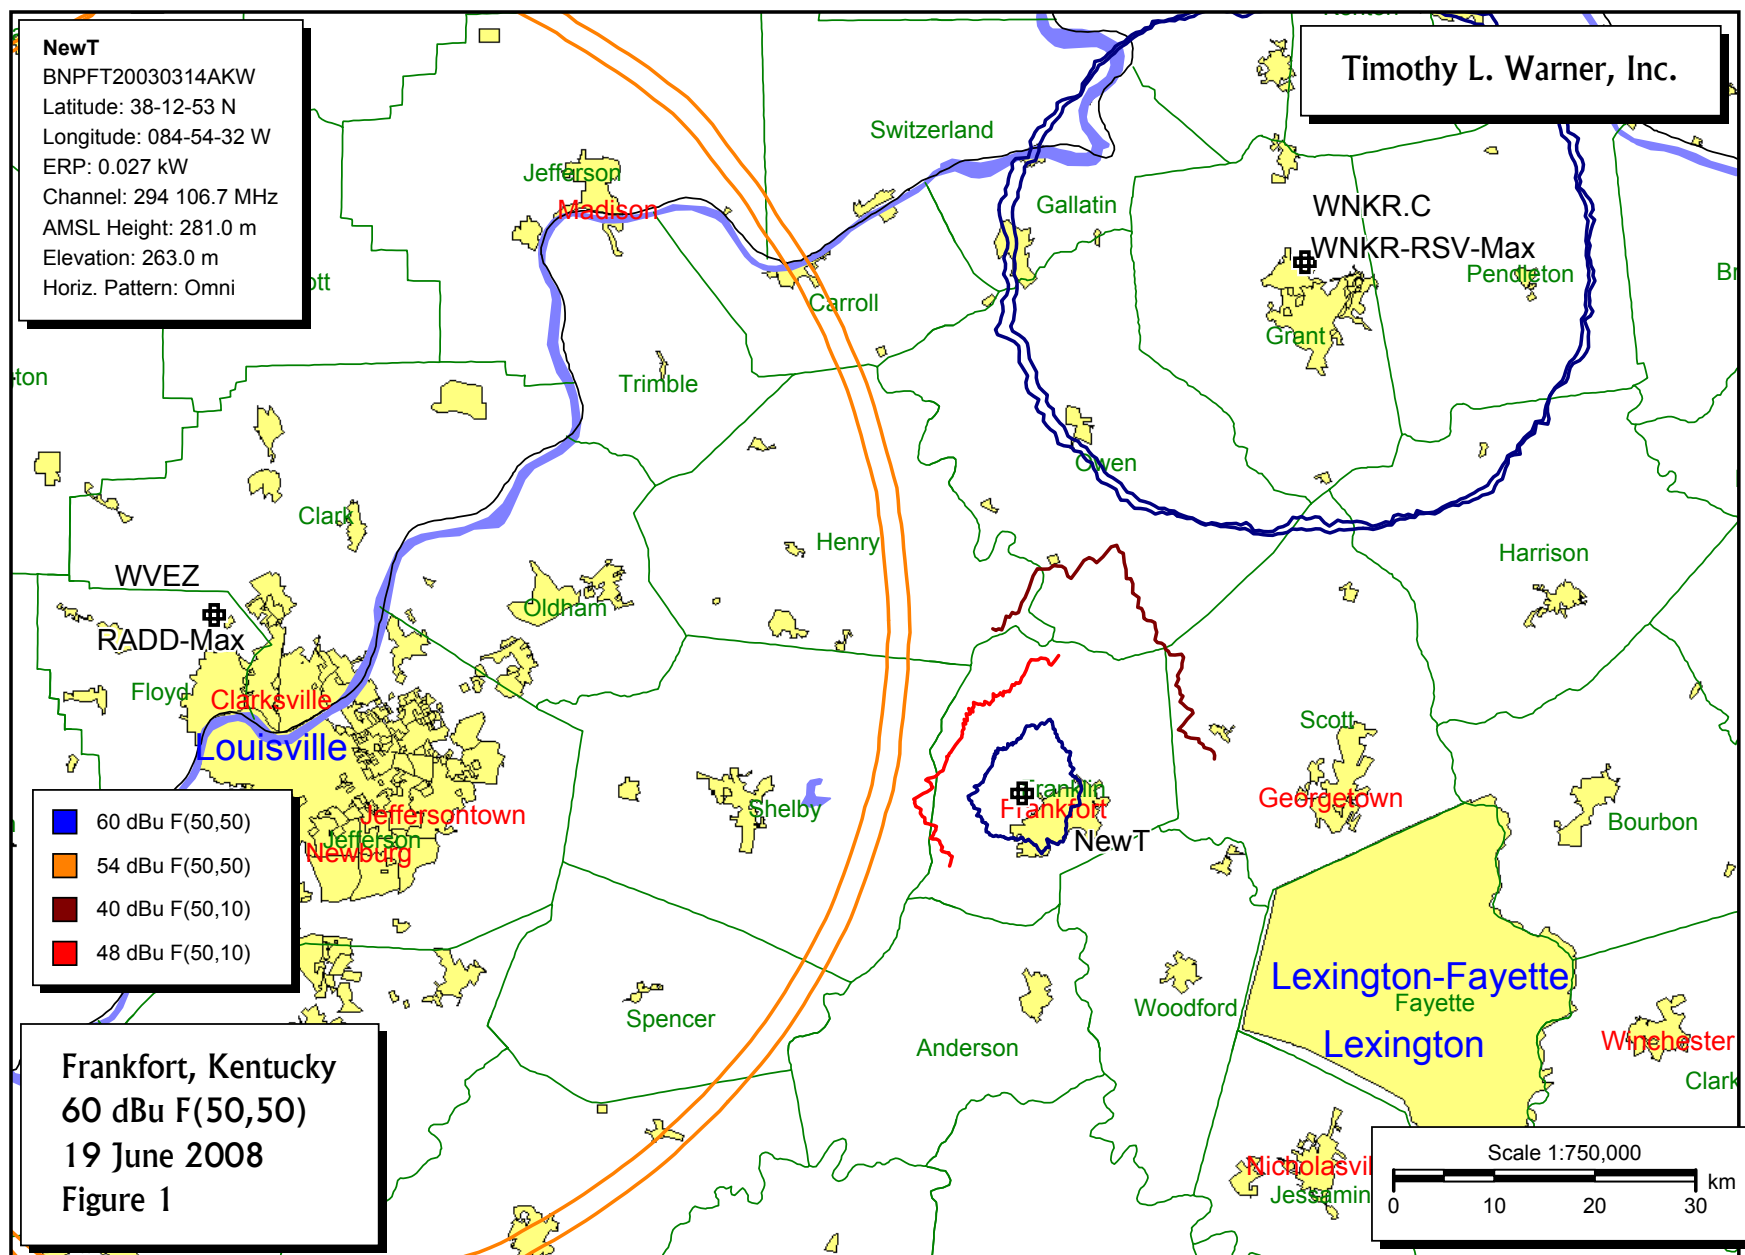 NewT
BNPFT20030314AKW
Latitude: 38-12-53 N
Longitude: 084-54-32 W
ERP: 0.027 kW
Channel: 294 106.7 MHz
AMSL Height: 281.0 m
Elevation: 263.0 m
Horiz. Pattern: Omni
Timothy L. Warner, Inc.
Switzerland
Jefferson
Madison
Gallatin
WNKR.C
WNKR-RSV-Max
Pendleton
Carroll
Grant
Trimble
Owen
Clark
Henry
Harrison
WVEZ
Oldham
RADD-Max
Floyd
Clarksville
Louisville
Scott
Shelby
Franklin
Frankfort
Georgetown
Bourbon
NewT
Jeffersontown
Jefferson
Newburg
60 dBu F(50,50)
54 dBu F(50,50)
40 dBu F(50,10)
48 dBu F(50,10)
Lexington-Fayette
Fayette
Woodford
Spencer
Anderson
Lexington
Winchester
Clark
Frankfort, Kentucky
60 dBu F(50,50)
19 June 2008
Figure 1
Nicholasvil
Jessamin
Scale 1:750,000
km
0 10 20 30